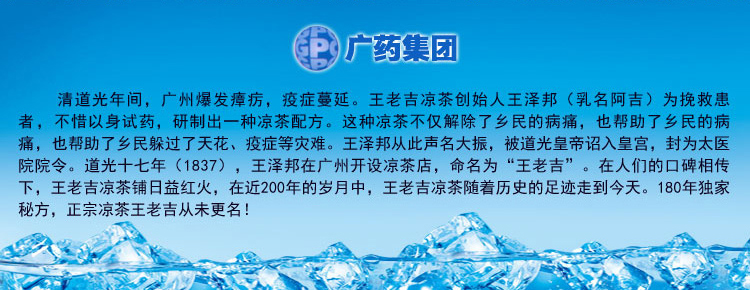 GPC 广药集团
清道光年间，广州爆发瘴疠，疫症蔓延。王老吉凉茶创始人王泽邦（乳名阿吉）为挽救患
者，不惜以身试药，研制出一种凉茶配方。这种凉茶不仅解除了乡民的病痛，也帮助了乡民的病
痛，也帮助了乡民躲过了天花、疫症等灾难。王泽邦从此声名大振，被道光皇帝诏入皇宫，封为太医
院院令。道光十七年（1837），王泽邦在广州开设凉茶店，命名为“王老吉”。在人们的口碑相传
下，王老吉凉茶铺日益红火，在近200年的岁月中，王老吉凉茶随着历史的足迹走到今天。180年独家
秘方，正宗凉茶王老吉从未更名！